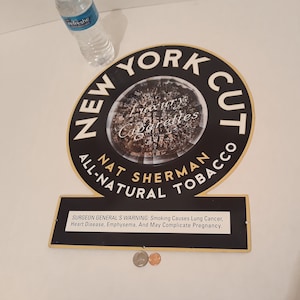 NEW YORK CUT
Luxury
Cigarettes
NAT SHERMAN
ALL-NATURAL TOBACCO
SURGEON GENERAL'S WARNING: Smoking Causes Lung Cancer,
Heart Disease, Emphysema, And May Complicate Pregnancy.